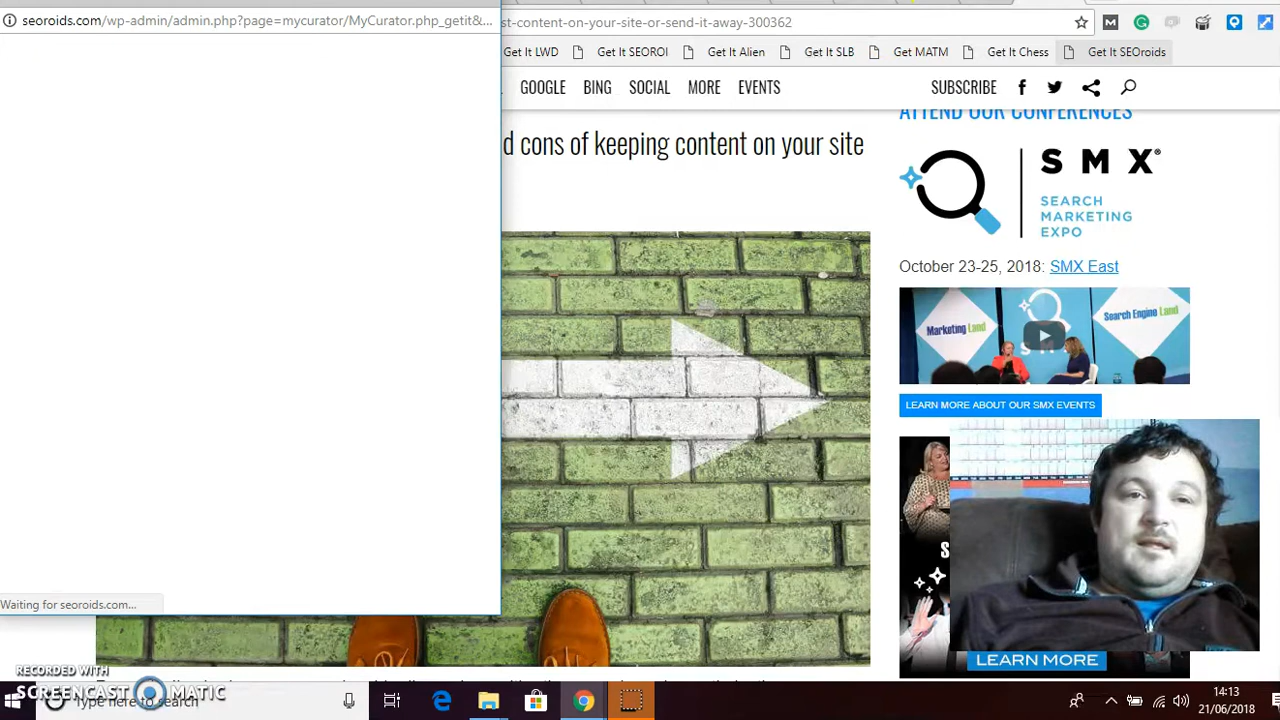 seoroids.com/wp-admin/admin.php?page=mycurator/MyCurator.php_getit&...
st-content-on-your-site-or-send-it-away-300362
Get It LWD
Get It SEOROI
Get It Alien
Get It SLB
Get MATM
Get It Chess
Get It SEOroids
GOOGLE
BING
SOCIAL
MORE
EVENTS
SUBSCRIBE
ATTEND OUR CONFERENCES
d cons of keeping content on your site
SMX®
SEARCH
MARKETING
EXPO
October 23-25, 2018: SMX East
Marketing Land
Search Engine Land
LEARN MORE ABOUT OUR SMX EVENTS
LEARN MORE
Waiting for seoroids.com...
RECORDED WITH
SCREENCAST MATIC
Type here to search
14:13
21/06/2018